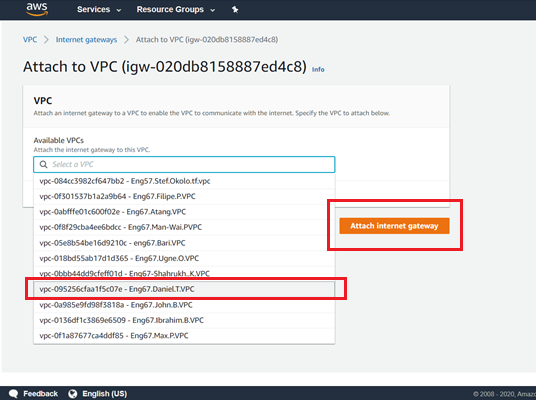 aws
Services
Resource Groups
VPC > Internet gateways > Attach to VPC (igw-020db8158887ed4c8)
Attach to VPC (igw-020db8158887ed4c8) Info
VPC
Attach an internet gateway to a VPC to enable the VPC to communicate with the internet. Specify the VPC to attach below.
Available VPCs
Attach the internet gateway to this VPC.
Select a VPC
vpc-084cc3982cf647bb2 - Eng57.Stef.Okolo.tf.vpc
vpc-0f301537b1a2a9b64 - Eng67.Filipe.P.VPC
vpc-0abfffe01c600f02e - Eng67.Atang.VPC
vpc-0f8f29cba4ee6bdcc - Eng67.Man-Wai.PVPC
vpc-05e8b54be16d9210c - eng67.Bari.VPC
vpc-018bd55ab17d1d365 - Eng67.Ugne.O.VPC
vpc-0bbb44dd9cfeff01d - Eng67-Shahrukh..K.VPC
vpc-095256cfaa1f5c07e - Eng67.Daniel.T.VPC
vpc-0a985e9fd98f3818a - Eng67.John.B.VPC
vpc-0136df1c3869e6509 - Eng67.Ibrahim.B.VPC
vpc-0f1a87677ca4ddf85 - Eng67.Max.P.VPC
Attach internet gateway
Feedback
English (US)
© 2008 - 2020, Amazo